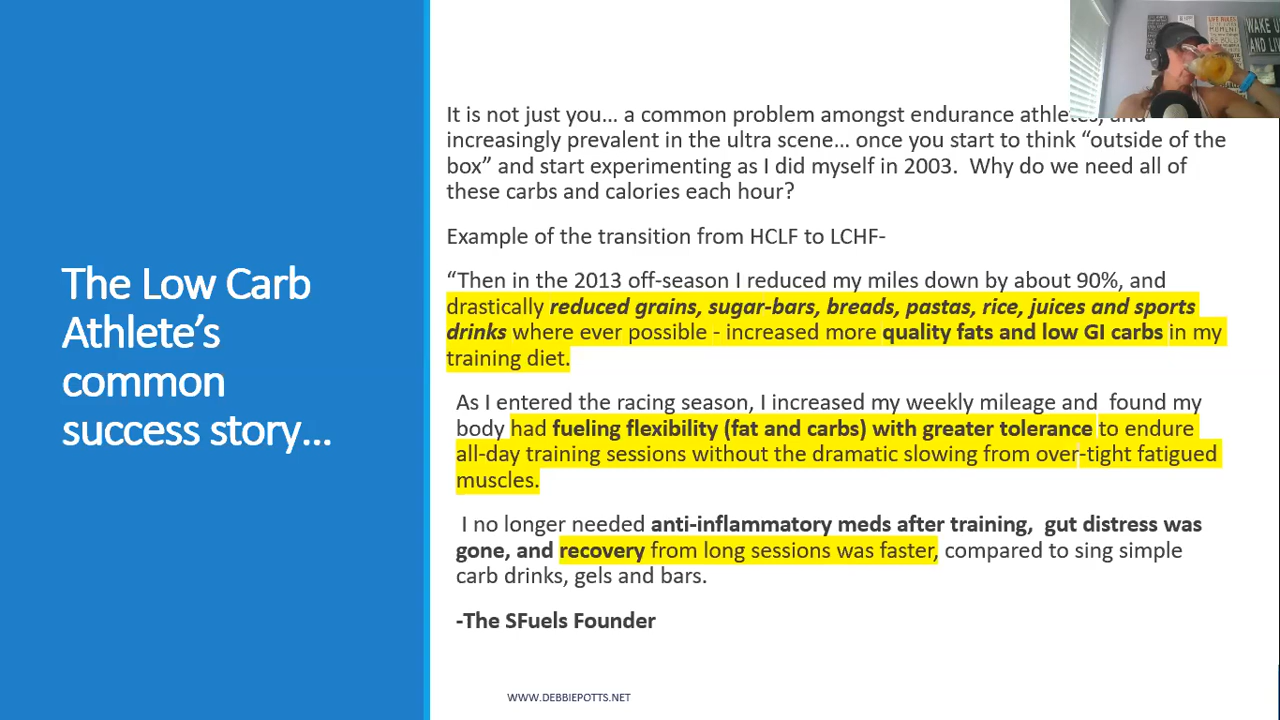 WAKE U
AND LIV
The Low Carb
Athlete's
common
success story...
It is not just you... a common problem amongst endurance athletes, and
increasingly prevalent in the ultra scene... once you start to think “outside of the
box” and start experimenting as I did myself in 2003. Why do we need all of
these carbs and calories each hour?
Example of the transition from HCLF to LCHF-
“Then in the 2013 off-season I reduced my miles down by about 90%, and
drastically reduced grains, sugar-bars, breads, pastas, rice, juices and sports
drinks where ever possible - increased more quality fats and low GI carbs in my
training diet.
As I entered the racing season, I increased my weekly mileage and found my
body had fueling flexibility (fat and carbs) with greater tolerance to endure
all-day training sessions without the dramatic slowing from over-tight fatigued
muscles.
I no longer needed anti-inflammatory meds after training, gut distress was
gone, and recovery from long sessions was faster, compared to sing simple
carb drinks, gels and bars.
-The SFuels Founder
WWW.DEBBIEPOTTS.NET